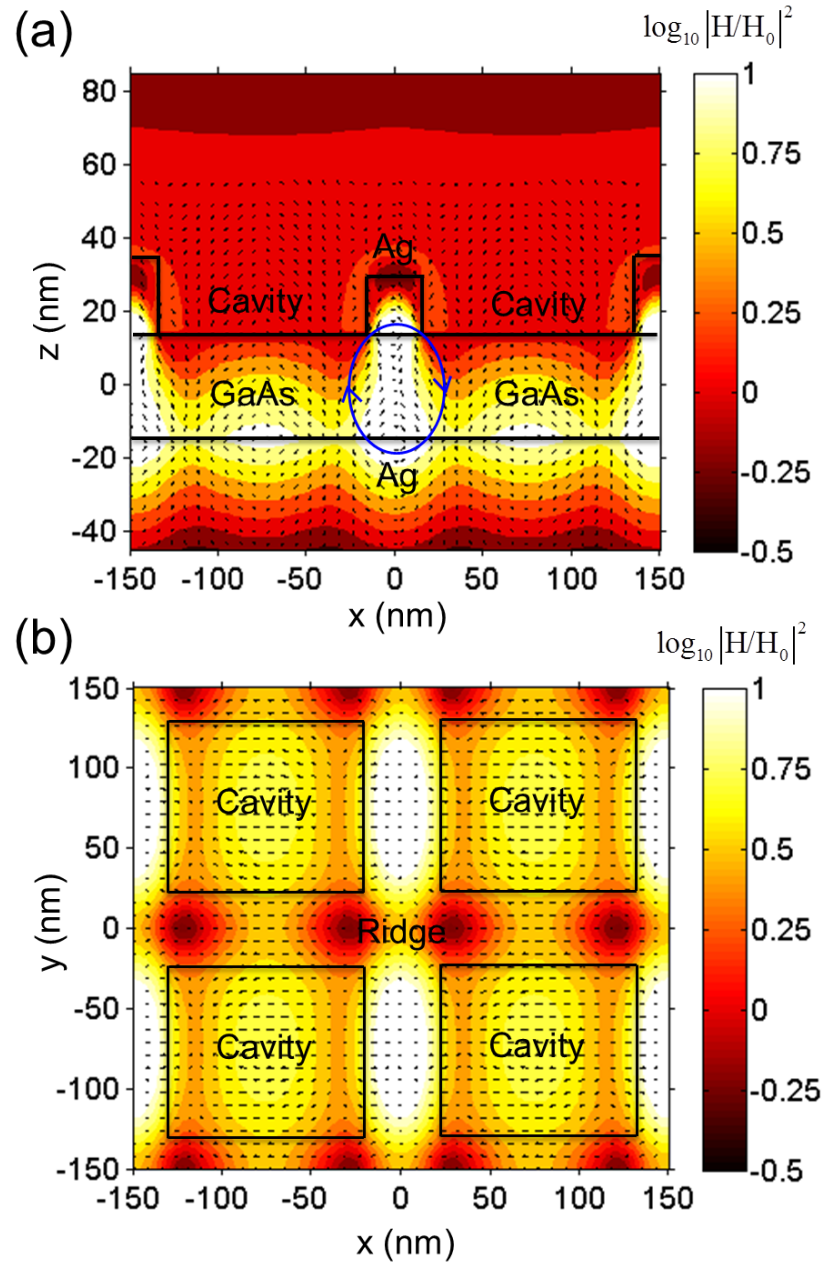 (a)
log₁₀|H/H₀|²
80
60
40
20
0
-20
-40
z (nm)
Ag
Cavity
Cavity
GaAs
GaAs
Ag
-150 -100 -50 0 50 100 150
x (nm)
1
0.75
0.5
0.25
0
-0.25
-0.5
(b)
log₁₀|H/H₀|²
150
100
50
0
-50
-100
-150
y (nm)
Cavity
Cavity
Ridge
Cavity
Cavity
-150 -100 -50 0 50 100 150
x (nm)
1
0.75
0.5
0.25
0
-0.25
-0.5